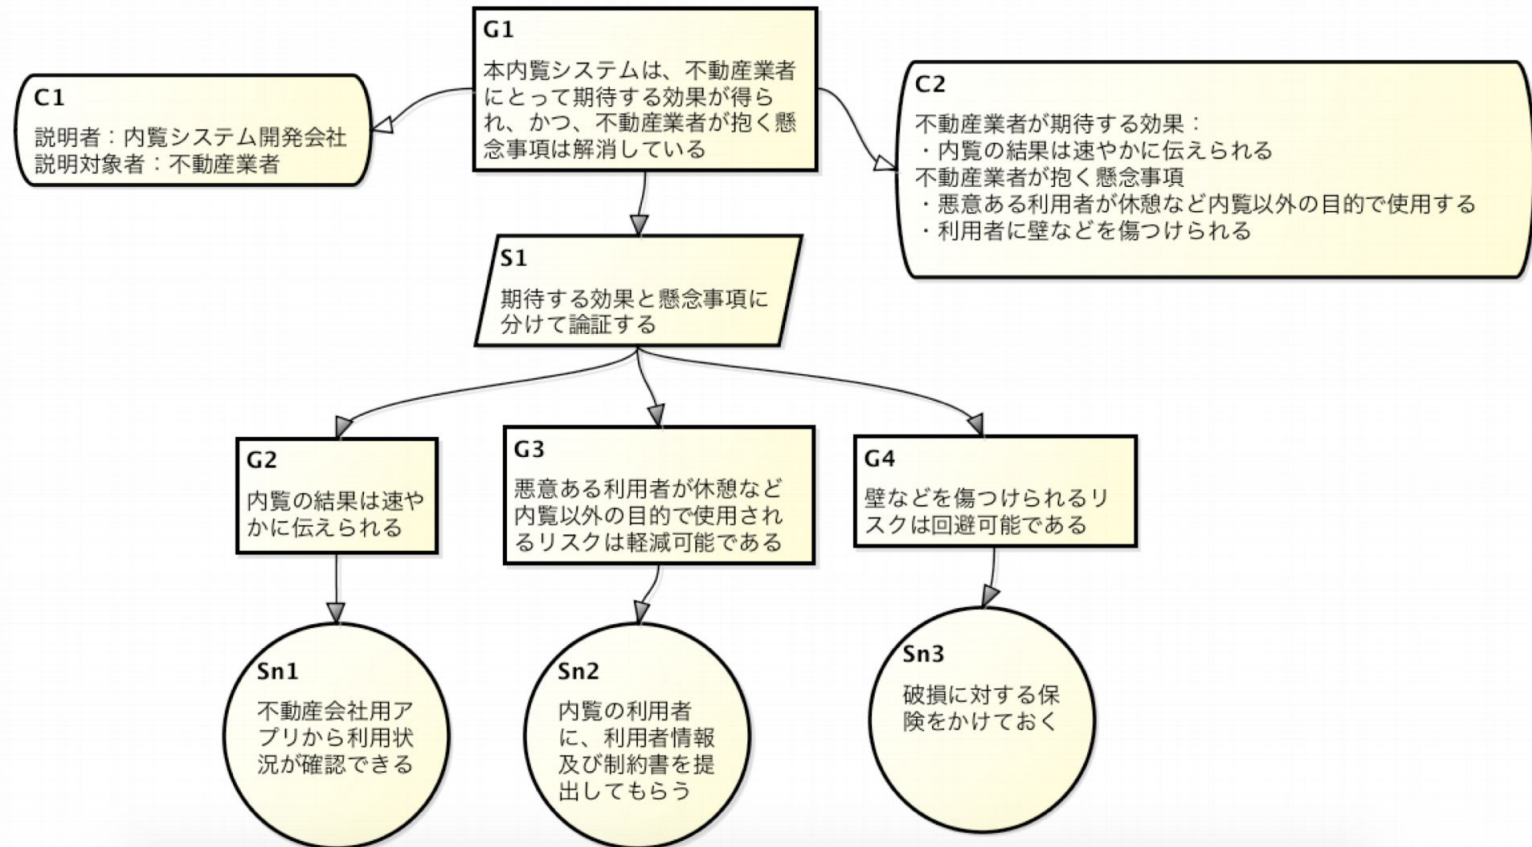 G1
本内覧システムは、不動産業者
にとって期待する効果が得ら
れ、かつ、不動産業者が抱く懸
念事項は解消している
C1
説明者：内覧システム開発会社
説明対象者：不動産業者
C2
不動産業者が期待する効果：
・内覧の結果は速やかに伝えられる
不動産業者が抱く懸念事項
・悪意ある利用者が休憩など内覧以外の目的で使用する
・利用者に壁などを傷つけられる
S1
期待する効果と懸念事項に
分けて論証する
G2
内覧の結果は速や
かに伝えられる
G3
悪意ある利用者が休憩など
内覧以外の目的で使用され
るリスクは軽減可能である
G4
壁などを傷つけられるリ
スクは回避可能である
Sn1
不動産会社用ア
プリから利用状
況が確認できる
Sn2
内覧の利用者
に、利用者情報
及び制約書を提
出してもらう
Sn3
破損に対する保
険をかけておく